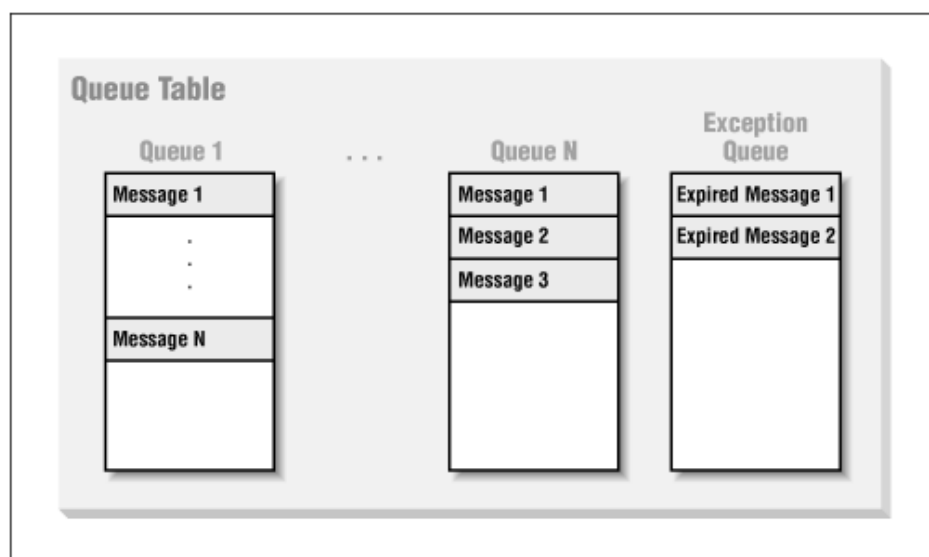 Queue Table
Queue 1
. . .
Queue N
Exception
Queue
Message 1
.
.
.
Message N
Message 1
Message 2
Message 3
Expired Message 1
Expired Message 2